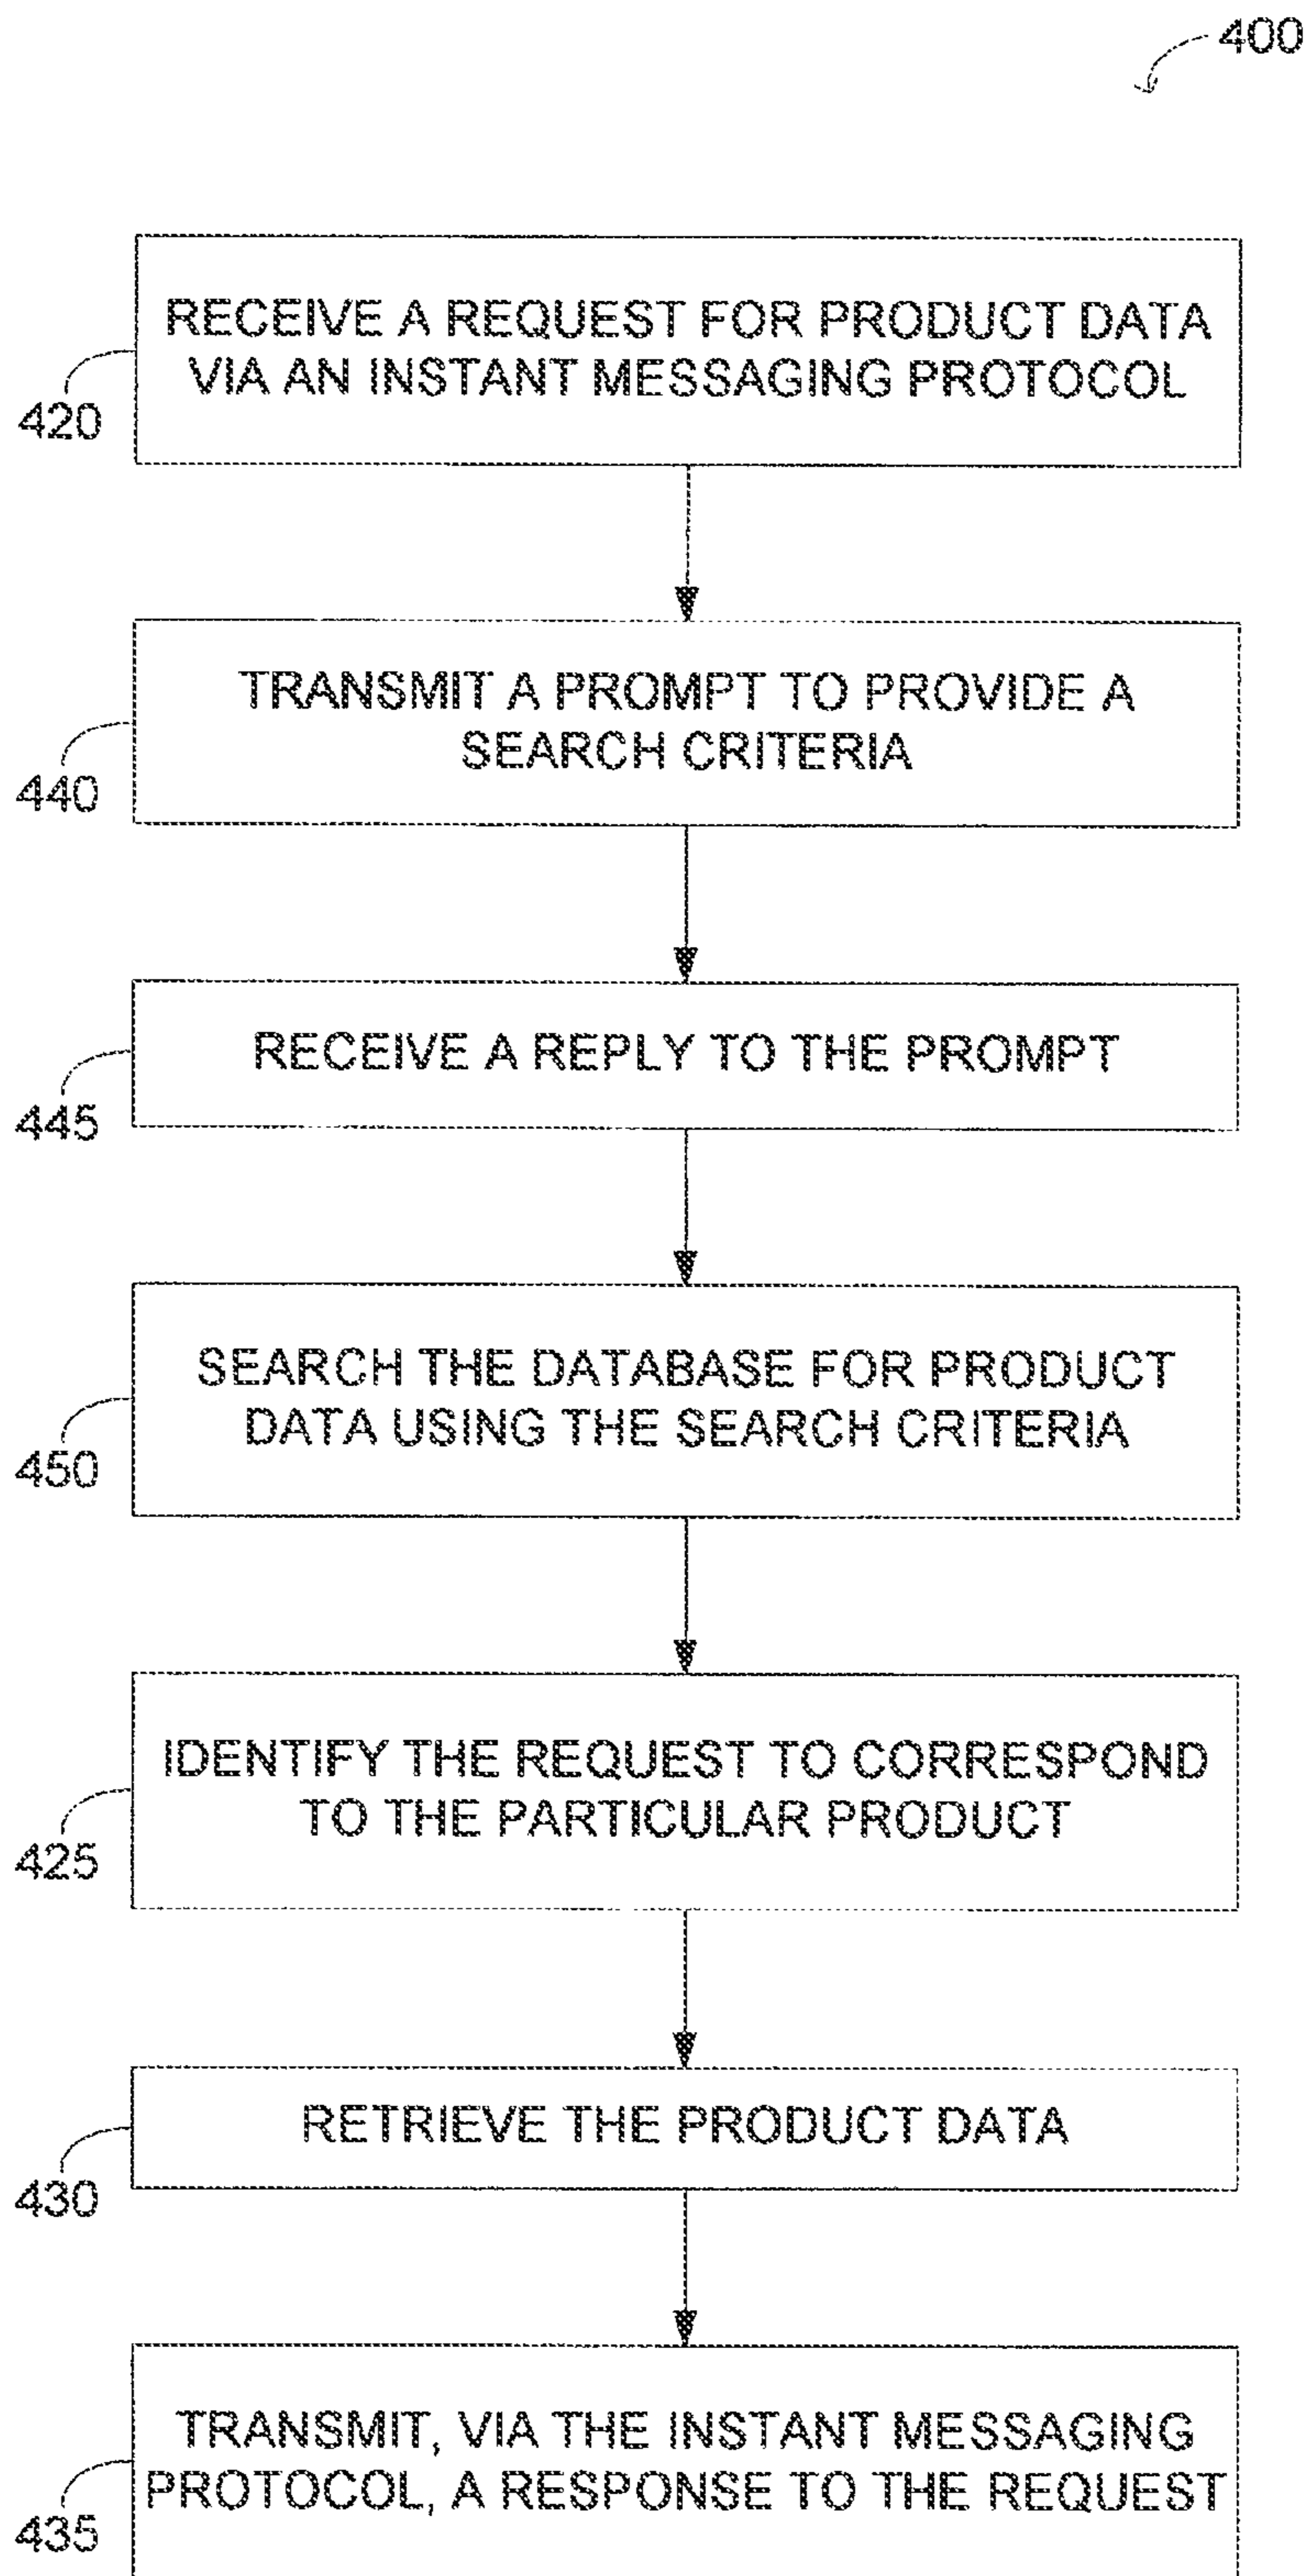 400
RECEIVE A REQUEST FOR PRODUCT DATA
VIA AN INSTANT MESSAGING PROTOCOL
420
TRANSMIT A PROMPT TO PROVIDE A
SEARCH CRITERIA
440
RECEIVE A REPLY TO THE PROMPT
445
SEARCH THE DATABASE FOR PRODUCT
DATA USING THE SEARCH CRITERIA
450
IDENTIFY THE REQUEST TO CORRESPOND
TO THE PARTICULAR PRODUCT
425
RETRIEVE THE PRODUCT DATA
430
TRANSMIT, VIA THE INSTANT MESSAGING
PROTOCOL, A RESPONSE TO THE REQUEST
435